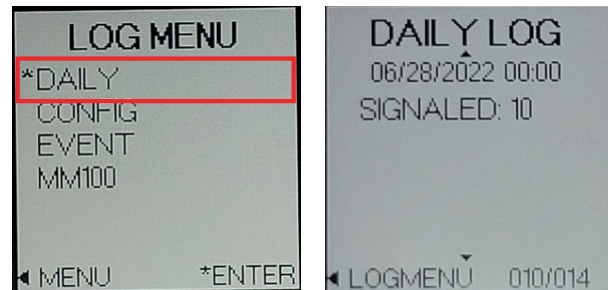 LOG MENU
*DAILY
CONFIG
EVENT
MM100
◄ MENU *ENTER
DAILY LOG
06/28/2022 00:00
SIGNALED: 10
◄ LOGMENU 010/014